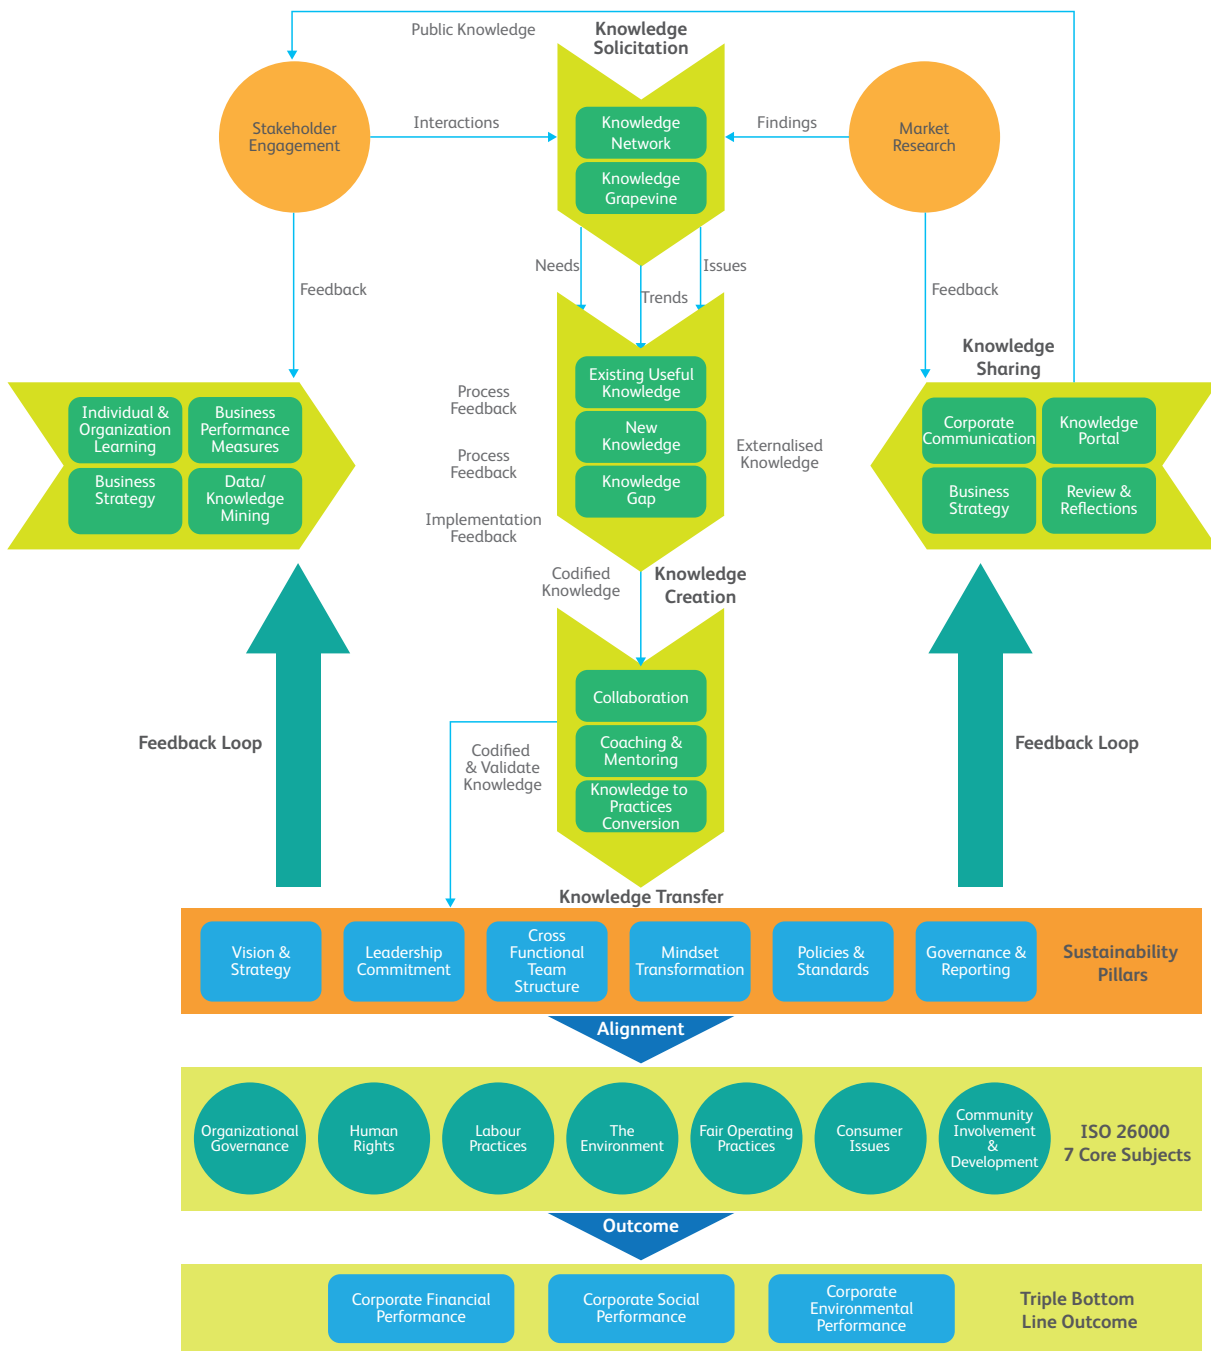 Public Knowledge
Knowledge
Solicitation
Stakeholder
Engagement
Interactions
Knowledge
Network
Knowledge
Grapevine
Findings
Market
Research
Needs
Issues
Trends
Feedback
Feedback
Knowledge
Sharing
Individual &
Organization
Learning
Business
Performance
Measures
Business
Strategy
Data/
Knowledge
Mining
Process
Feedback
Process
Feedback
Implementation
Feedback
Existing Useful
Knowledge
New
Knowledge
Knowledge
Gap
Externalised
Knowledge
Corporate
Communication
Knowledge
Portal
Business
Strategy
Review &
Reflections
Codified
Knowledge
Knowledge
Creation
Collaboration
Coaching &
Mentoring
Knowledge to
Practices
Conversion
Feedback Loop
Codified
& Validate
Knowledge
Feedback Loop
Knowledge Transfer
Vision &
Strategy
Leadership
Commitment
Cross
Functional
Team
Structure
Mindset
Transformation
Policies &
Standards
Governance &
Reporting
Sustainability
Pillars
Alignment
Organizational
Governance
Human
Rights
Labour
Practices
The
Environment
Fair Operating
Practices
Consumer
Issues
Community
Involvement
&
Development
ISO 26000
7 Core Subjects
Outcome
Corporate Financial
Performance
Corporate Social
Performance
Corporate
Environmental
Performance
Triple Bottom
Line Outcome